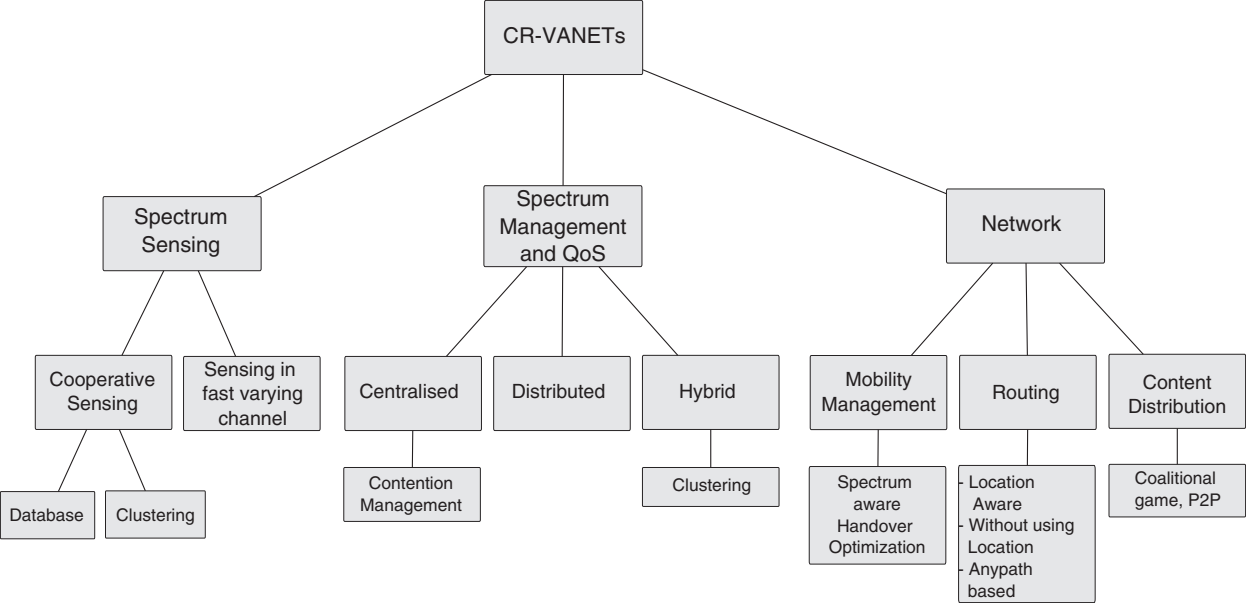 CR-VANETs
Spectrum
Sensing
Spectrum
Management
and QoS
Network
Cooperative
Sensing
Sensing in
fast varying
channel
Centralised
Distributed
Hybrid
Mobility
Management
Routing
Content
Distribution
Database
Clustering
Contention
Management
Clustering
Spectrum
aware
Handover
Optimization
- Location
Aware
- Without using
Location
- Anypath
based
Coalitional
game, P2P